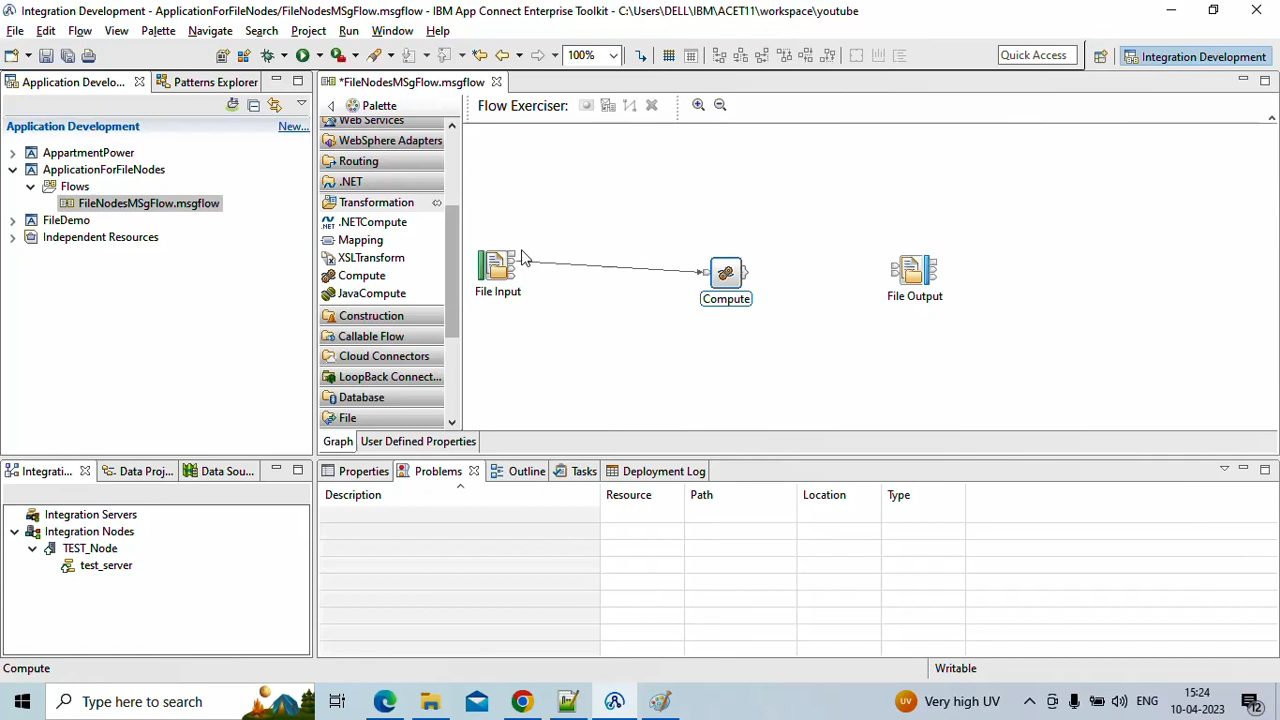 Integration Development - ApplicationForFileNodes/FileNodesMSgFlow.msgflow - IBM App Connect Enterprise Toolkit - C:\Users\DELL\IBM\ACET11\workspace\youtube
File Edit Flow View Palette Navigate Search Project Run Window Help
100%
Quick Access
Integration Development
Application Develo...
Patterns Explorer
*FileNodesMSgFlow.msgflow
Palette
Flow Exerciser:
Application Development
New...
AppartmentPower
ApplicationForFileNodes
Flows
FileNodesMSgFlow.msgflow
FileDemo
Independent Resources
Web Services
WebSphere Adapters
Routing
.NET
Transformation
.NETCompute
Mapping
XSLTransform
Compute
JavaCompute
Construction
Callable Flow
Cloud Connectors
LoopBack Connect...
Database
File
File Input
Compute
File Output
Graph
User Defined Properties
Integrati...
Data Proj...
Data Sou...
Integration Servers
Integration Nodes
TEST_Node
test_server
Properties
Problems
Outline
Tasks
Deployment Log
Description
Resource
Path
Location
Type
Compute
Writable
Type here to search
Very high UV
ENG
15:24
10-04-2023
12